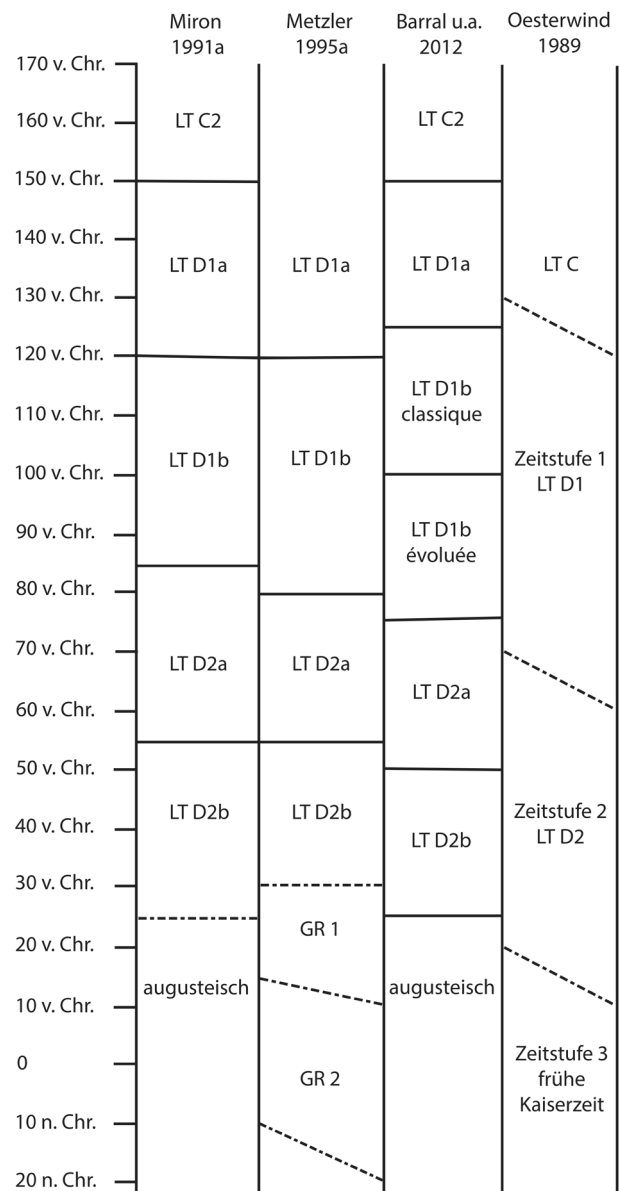 Miron
1991a
Metzler
1995a
Barral u.a.
2012
Oesterwind
1989
170 v. Chr.
160 v. Chr.
150 v. Chr.
140 v. Chr.
130 v. Chr.
120 v. Chr.
110 v. Chr.
100 v. Chr.
90 v. Chr.
80 v. Chr.
70 v. Chr.
60 v. Chr.
50 v. Chr.
40 v. Chr.
30 v. Chr.
20 v. Chr.
10 v. Chr.
0
10 n. Chr.
20 n. Chr.
LT C2
LT D1a
LT D1b
LT D2a
LT D2b
augusteisch
LT D1a
LT D1b
LT D2a
LT D2b
GR 1
GR 2
LT C2
LT D1a
LT D1b
classique
LT D1b
évoluée
LT D2a
LT D2b
augusteisch
LT C
Zeitstufe 1
LT D1
Zeitstufe 2
LT D2
Zeitstufe 3
frühe
Kaiserzeit